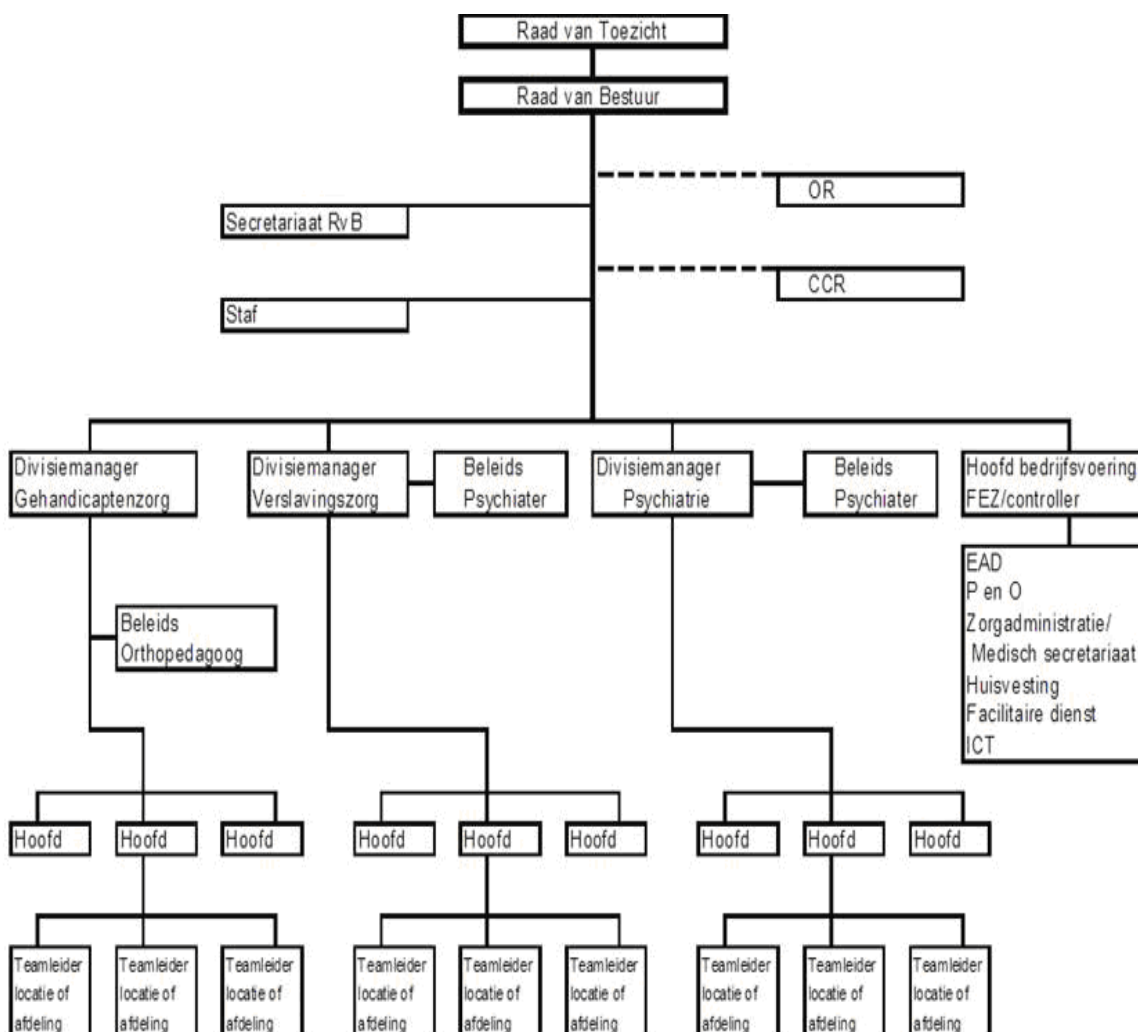 Raad van Toezicht
Raad van Bestuur
OR
Secretariaat RvB
CCR
Staf
Divisiemanager
Gehandicaptenzorg
Divisiemanager
Verslavingszorg
Beleids
Psychiater
Divisiemanager
Psychiatrie
Beleids
Psychiater
Hoofd bedrijfsvoering
FEZ/controller
EAD
P en O
Zorgadministratie/
Medisch secretariaat
Huisvesting
Facilitaire dienst
ICT
Beleids
Orthopedagoog
Hoofd
Hoofd
Hoofd
Hoofd
Hoofd
Hoofd
Hoofd
Hoofd
Hoofd
Teamleider
locatie of
afdeling
Teamleider
locatie of
afdeling
Teamleider
locatie of
afdeling
Teamleider
locatie of
afdeling
Teamleider
locatie of
afdeling
Teamleider
locatie of
afdeling
Teamleider
locatie of
afdeling
Teamleider
locatie of
afdeling
Teamleider
locatie of
afdeling